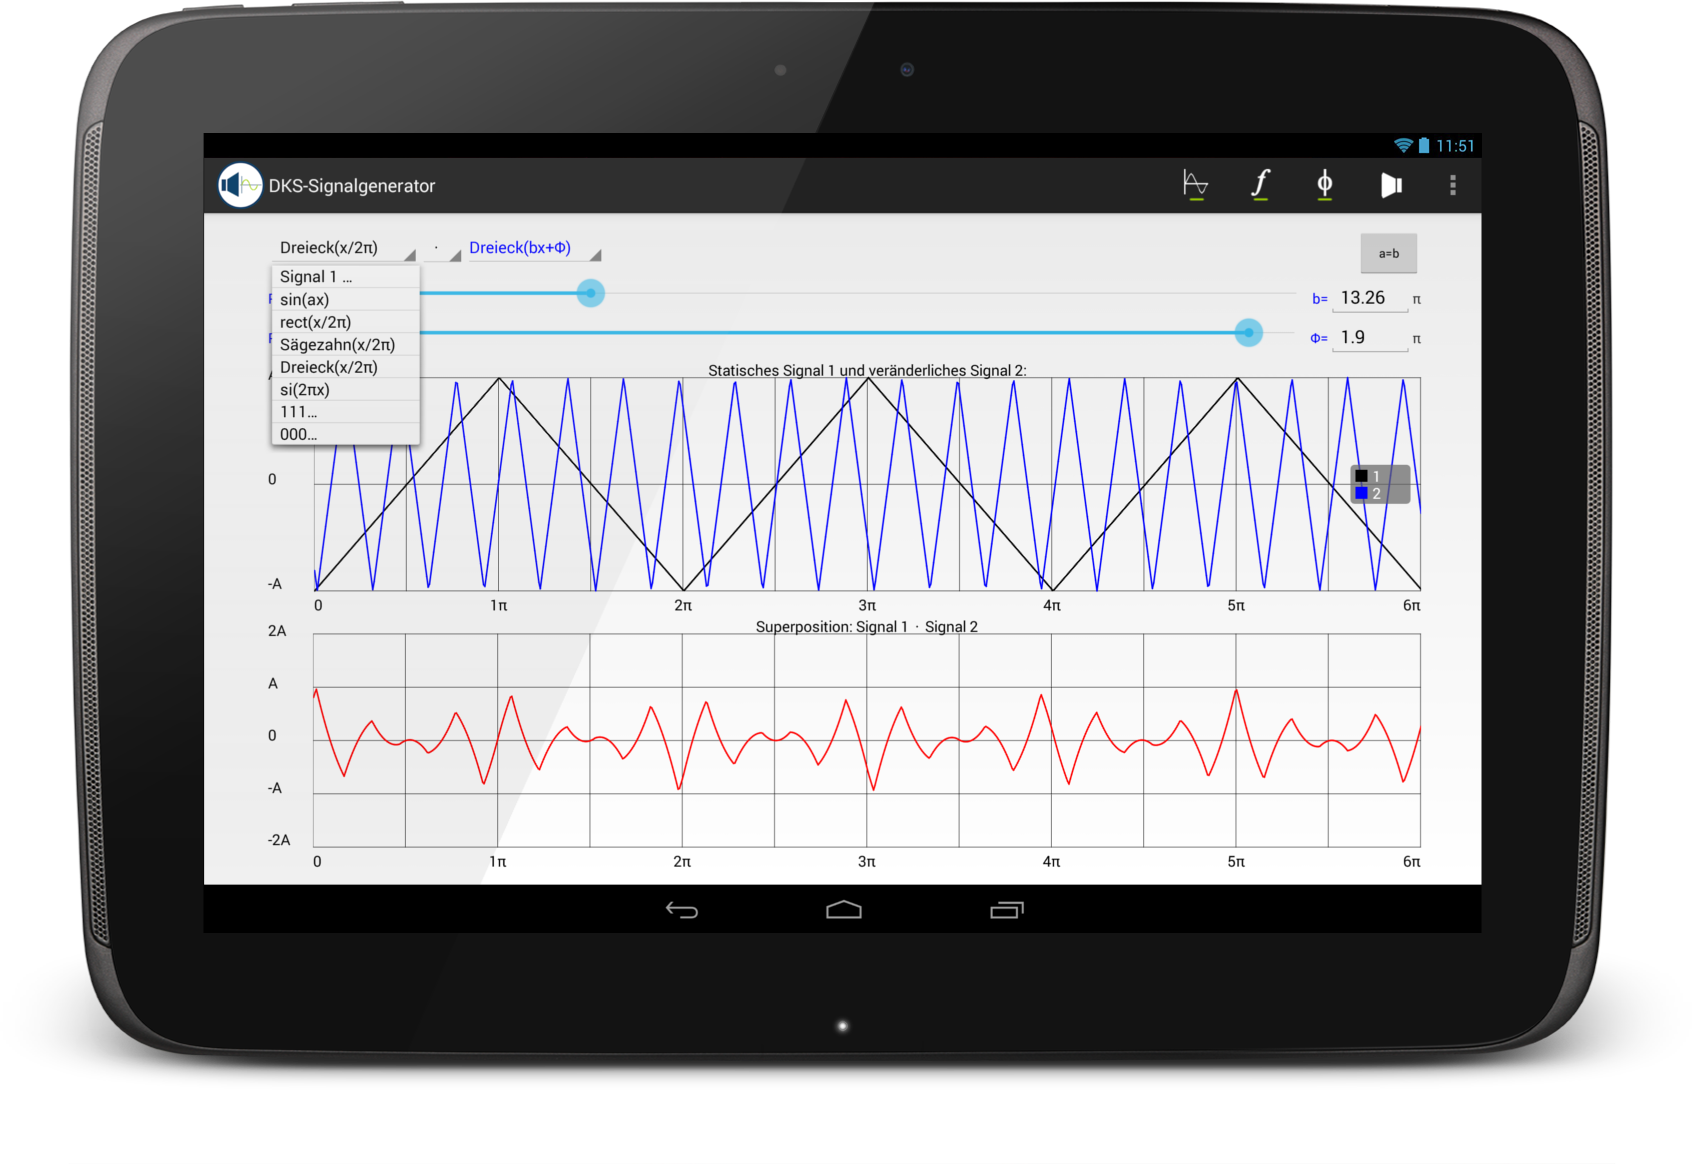 11:51
DKS-Signalgenerator
f
ϕ
Dreieck(x/2π) · Dreieck(bx+Φ)
a=b
Signal 1 ...
sin(ax)
rect(x/2π)
Sägezahn(x/2π)
Dreieck(x/2π)
si(2πx)
111...
000...
b= 13.26 π
Φ= 1.9 π
Statisches Signal 1 und veränderliches Signal 2:
0
-A
1
2
0 1π 2π 3π 4π 5π 6π
Superposition: Signal 1 · Signal 2
2A
A
0
-A
-2A
0 1π 2π 3π 4π 5π 6π